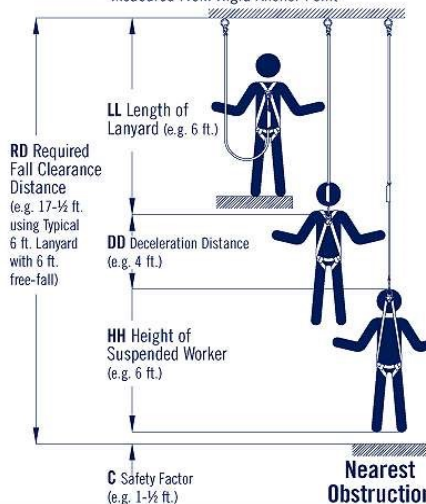 LL Length of
Lanyard (e.g. 6 ft.)
RD Required
Fall Clearance
Distance
(e.g. 17-½ ft.
using Typical
6 ft. Lanyard
with 6 ft.
free-fall)
DD Deceleration Distance
(e.g. 4 ft.)
HH Height of
Suspended Worker
(e.g. 6 ft.)
C Safety Factor
(e.g. 1-½ ft.)
Nearest
Obstruction